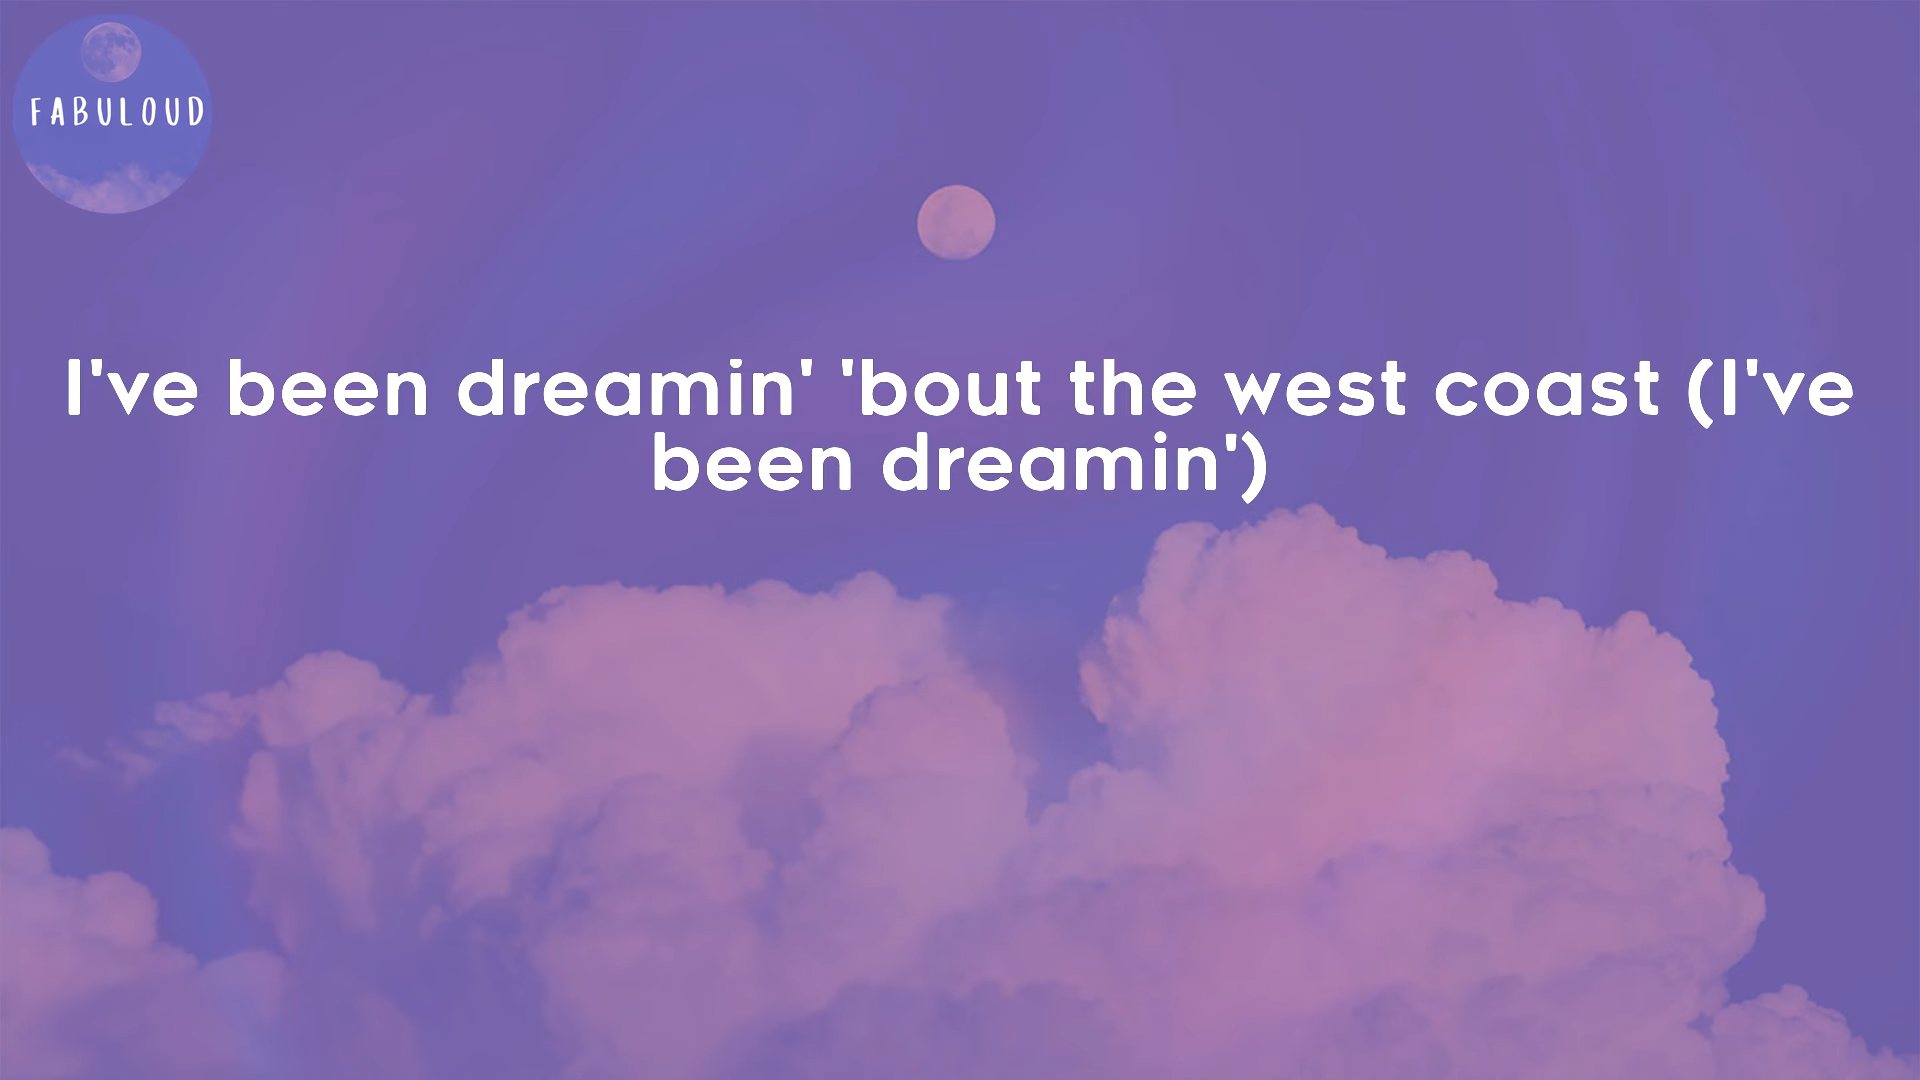 FABULOUD
I've been dreamin' 'bout the west coast (I've
been dreamin')